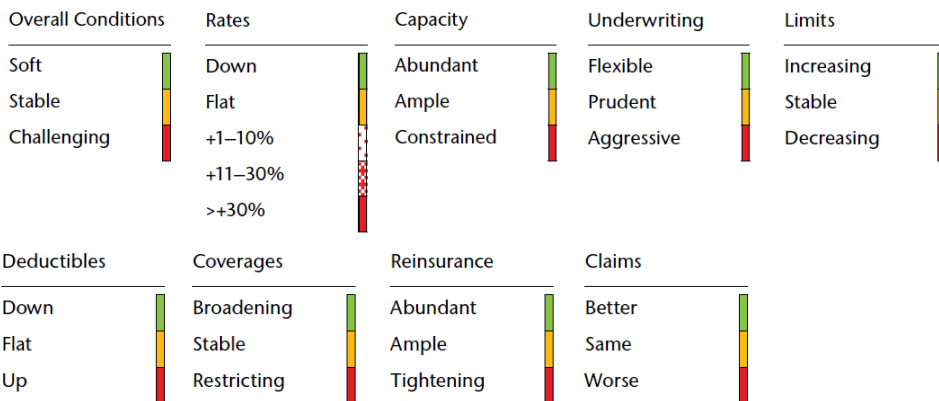 Overall Conditions Rates Capacity Underwriting Limits
Soft Down Abundant Flexible Increasing
Stable Flat Ample Prudent Stable
Challenging +1–10% Constrained Aggressive Decreasing
+11–30%
>+30%
Deductibles Coverages Reinsurance Claims
Down Broadening Abundant Better
Flat Stable Ample Same
Up Restricting Tightening Worse